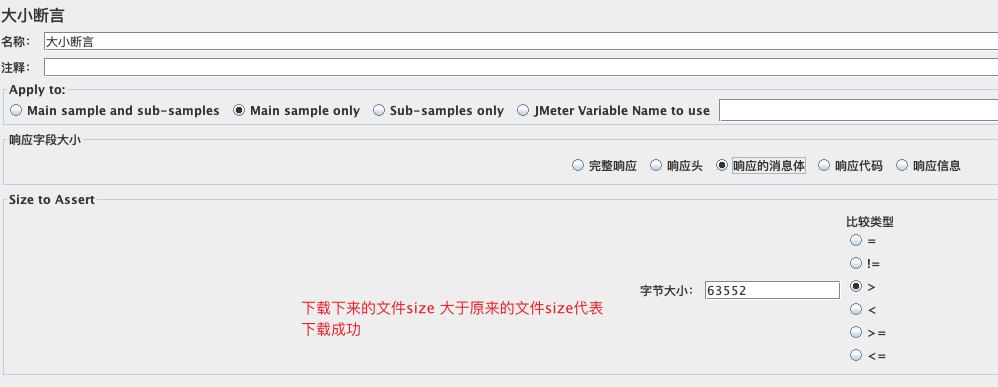 大小断言
名称： 大小断言
注释：
Apply to:
Main sample and sub-samples Main sample only Sub-samples only JMeter Variable Name to use
响应字段大小
完整响应 响应头 响应的消息体 响应代码 响应信息
Size to Assert
比较类型
=
!=
字节大小： 63552 >
下载下来的文件size 大于原来的文件size代表
下载成功
<
>=
<=